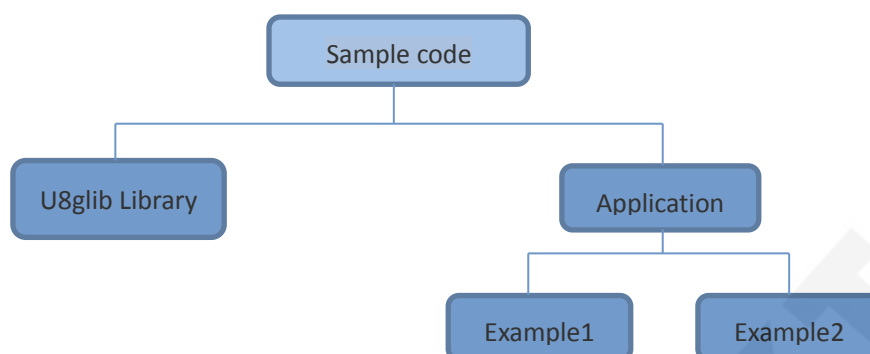 Sample code
U8glib Library
Application
Example1
Example2